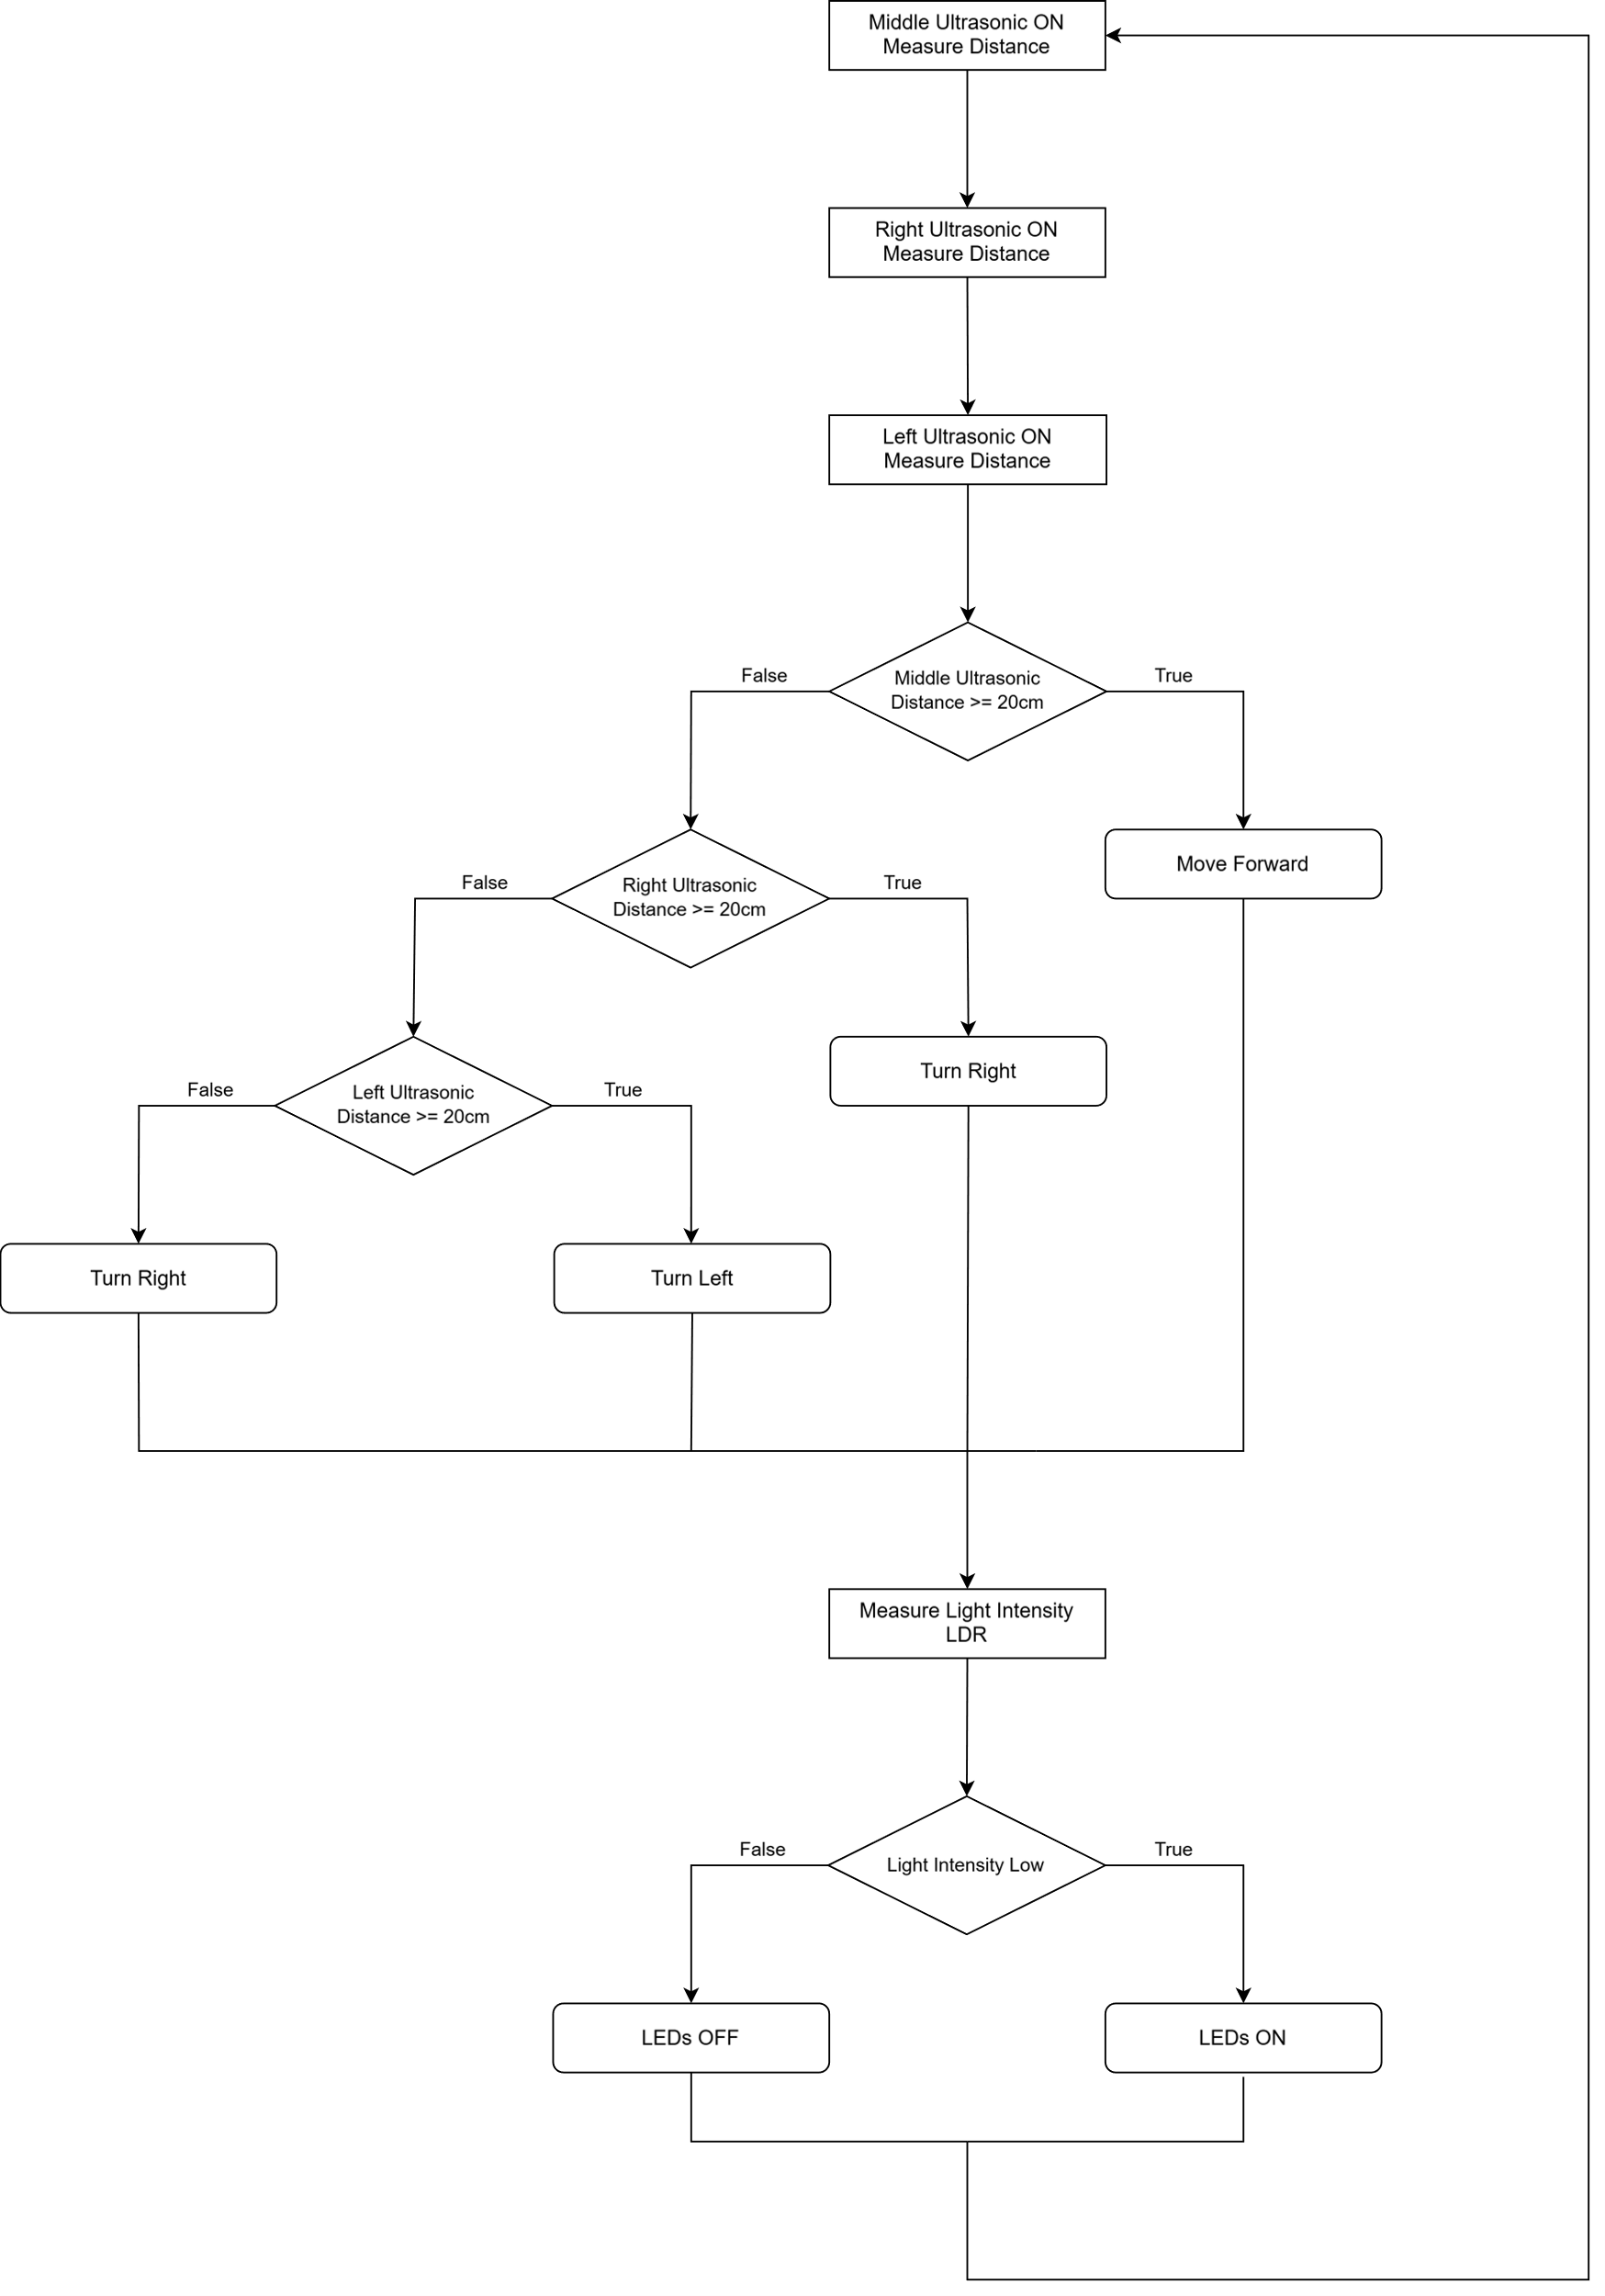 Middle Ultrasonic ON
Measure Distance
Right Ultrasonic ON
Measure Distance
Left Ultrasonic ON
Measure Distance
False
Middle Ultrasonic
Distance >= 20cm
True
False
Right Ultrasonic
Distance >= 20cm
True
Move Forward
False
Left Ultrasonic
Distance >= 20cm
True
Turn Right
Turn Right
Turn Left
Measure Light Intensity
LDR
False
Light Intensity Low
True
LEDs OFF
LEDs ON